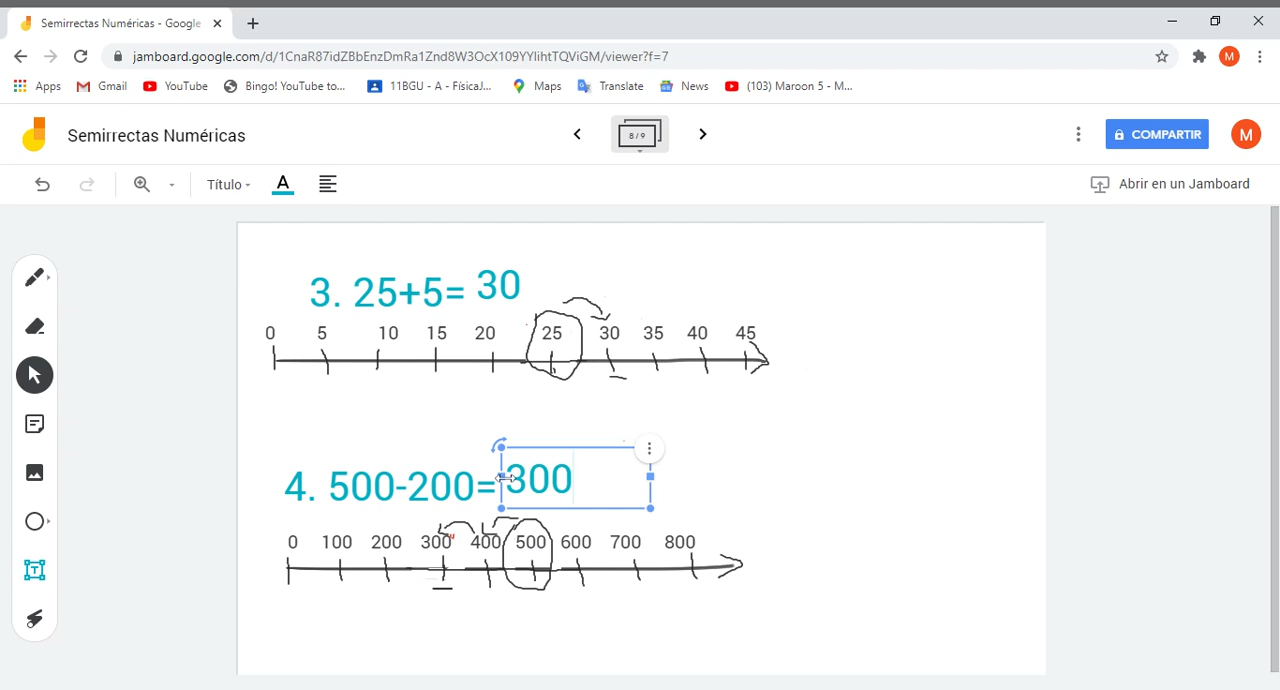 Semirrectas Numéricas - Google
jamboard.google.com/d/1CnaR87idZBbEnzDmRa1Znd8W3OcX109YYlihtTQViGM/viewer?f=7
M
Apps Gmail YouTube Bingo! YouTube to... 11BGU - A - FísicaJ... Maps Translate News (103) Maroon 5 - M...
Semirrectas Numéricas
8 / 9
COMPARTIR
M
Título
A
Abrir en un Jamboard
3. 25+5= 30
0 5 10 15 20 25 30 35 40 45
4. 500-200= 300
0 100 200 300 400 500 600 700 800